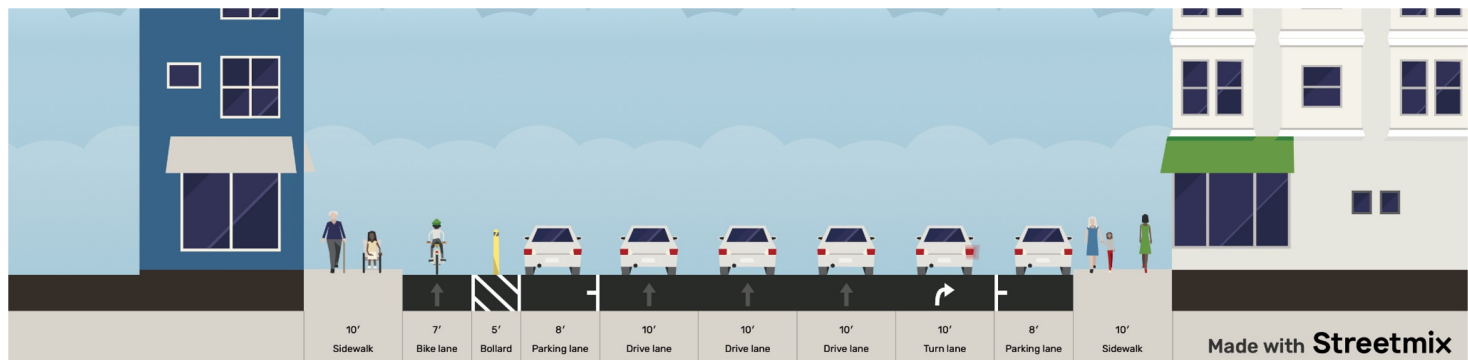 10' 7' 5' 8' 10' 10' 10' 10' 8' 10'
Sidewalk Bike lane Bollard Parking lane Drive lane Drive lane Drive lane Turn lane Parking lane Sidewalk
Made with Streetmix